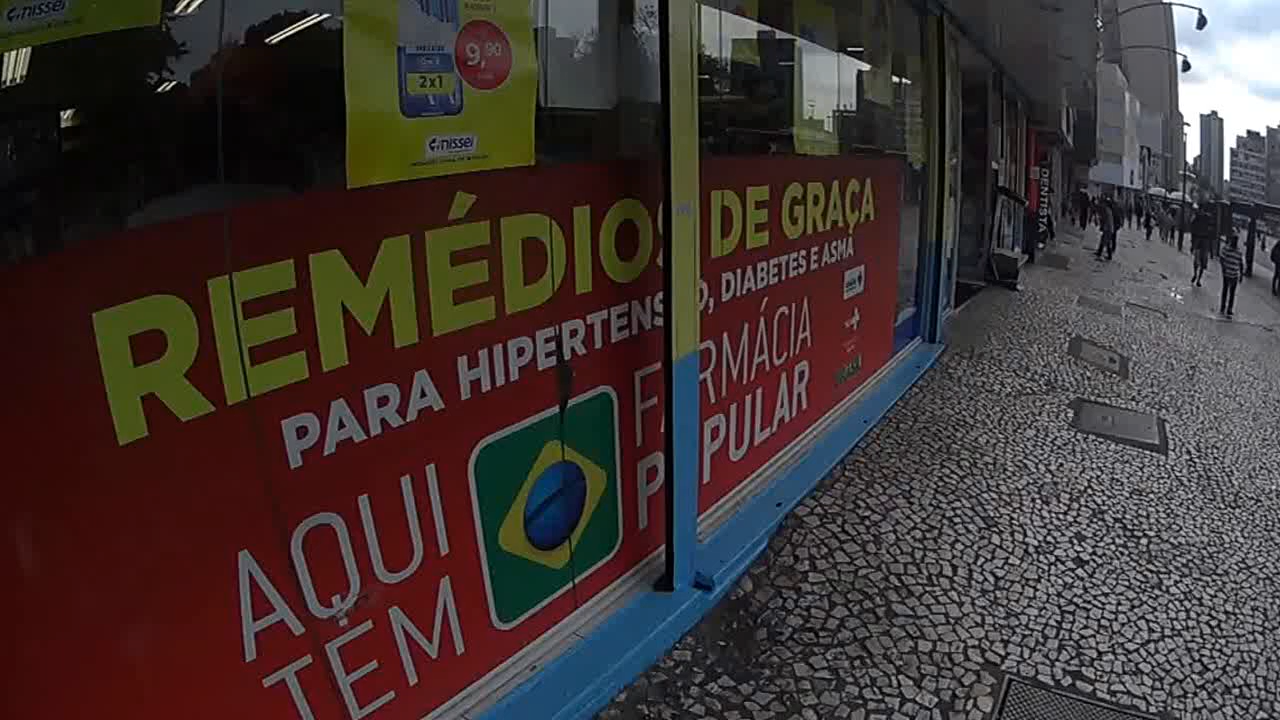 nissei
9,90
2x1
nissei
REMÉDIOS DE GRAÇA
PARA HIPERTENSÃO, DIABETES E ASMA
AQUI
TEM
FARMÁCIA
POPULAR
DENTISTA